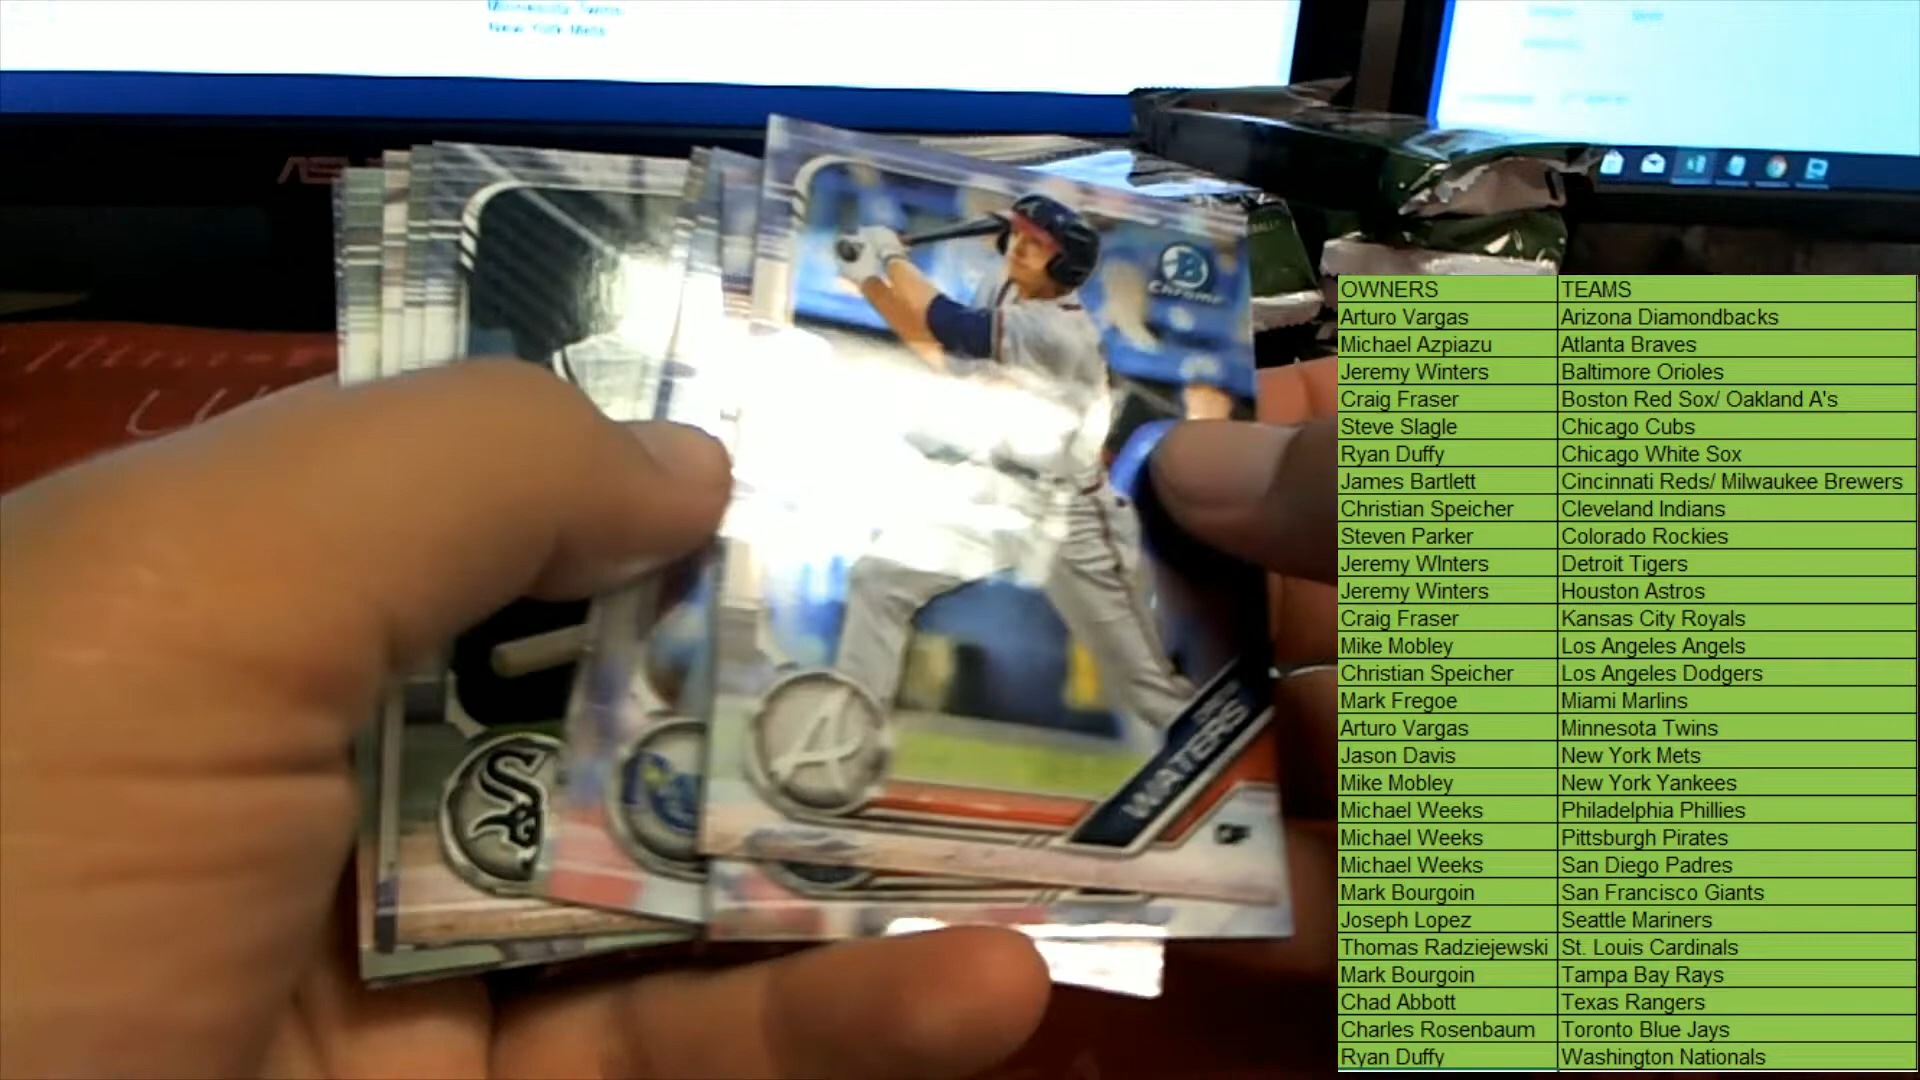 Minnesota Twins
New York Mets
AS
B
Chrome
A
WATERS
OWNERS TEAMS
Arturo Vargas Arizona Diamondbacks
Michael Azpiazu Atlanta Braves
Jeremy Winters Baltimore Orioles
Craig Fraser Boston Red Sox/ Oakland A's
Steve Slagle Chicago Cubs
Ryan Duffy Chicago White Sox
James Bartlett Cincinnati Reds/ Milwaukee Brewers
Christian Speicher Cleveland Indians
Steven Parker Colorado Rockies
Jeremy WInters Detroit Tigers
Jeremy WInters Houston Astros
Craig Fraser Kansas City Royals
Mike Mobley Los Angeles Angels
Christian Speicher Los Angeles Dodgers
Mark Fregoe Miami Marlins
Arturo Vargas Minnesota Twins
Jason Davis New York Mets
Mike Mobley New York Yankees
Michael Weeks Philadelphia Phillies
Michael Weeks Pittsburgh Pirates
Michael Weeks San Diego Padres
Mark Bourgoin San Francisco Giants
Joseph Lopez Seattle Mariners
Thomas Radziejewski St. Louis Cardinals
Mark Bourgoin Tampa Bay Rays
Chad Abbott Texas Rangers
Charles Rosenbaum Toronto Blue Jays
Ryan Duffy Washington Nationals